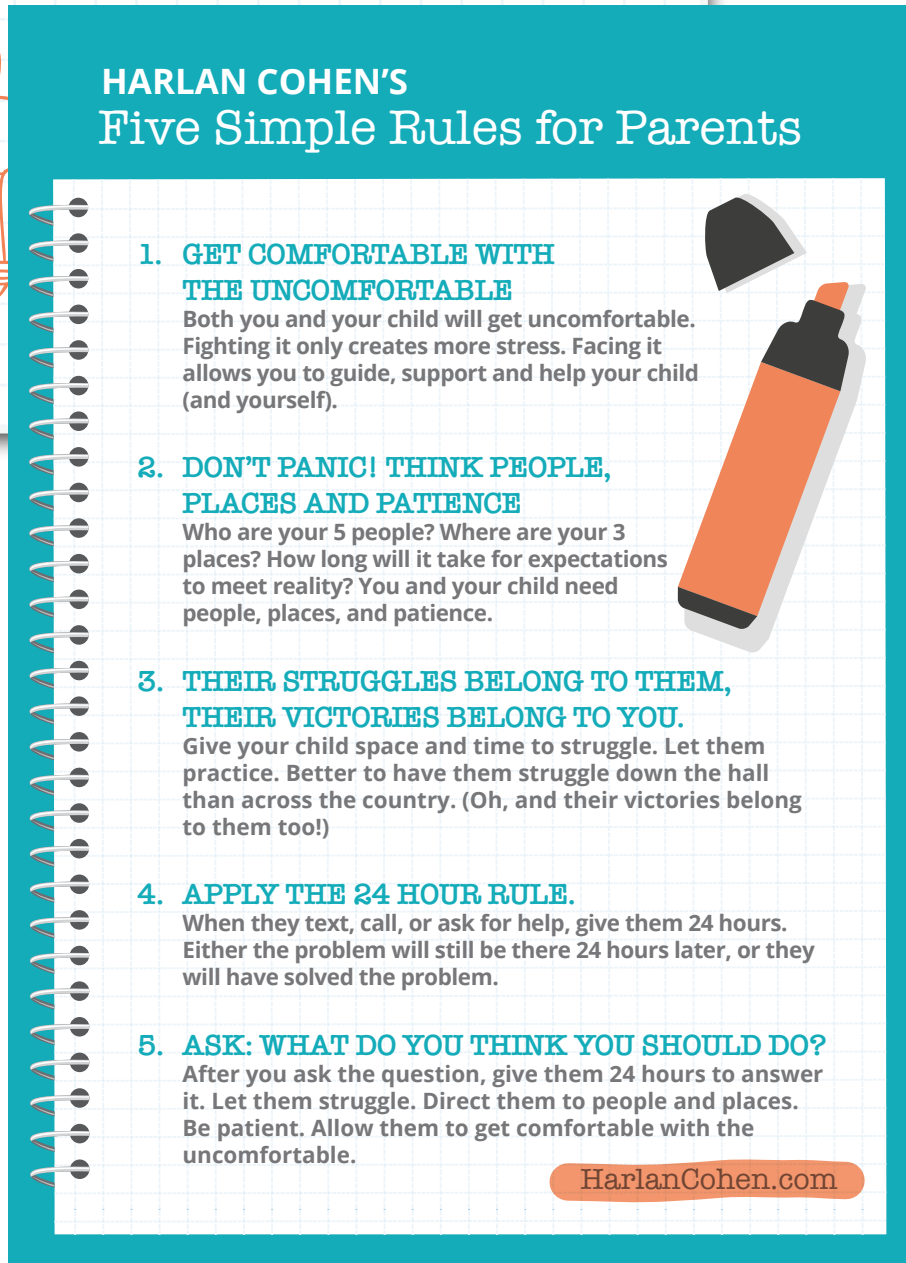 HARLAN COHEN'S
Five Simple Rules for Parents
1. GET COMFORTABLE WITH
THE UNCOMFORTABLE
Both you and your child will get uncomfortable.
Fighting it only creates more stress. Facing it
allows you to guide, support and help your child
(and yourself).
2. DON'T PANIC! THINK PEOPLE,
PLACES AND PATIENCE
Who are your 5 people? Where are your 3
places? How long will it take for expectations
to meet reality? You and your child need
people, places, and patience.
3. THEIR STRUGGLES BELONG TO THEM,
THEIR VICTORIES BELONG TO YOU.
Give your child space and time to struggle. Let them
practice. Better to have them struggle down the hall
than across the country. (Oh, and their victories belong
to them too!)
4. APPLY THE 24 HOUR RULE.
When they text, call, or ask for help, give them 24 hours.
Either the problem will still be there 24 hours later, or they
will have solved the problem.
5. ASK: WHAT DO YOU THINK YOU SHOULD DO?
After you ask the question, give them 24 hours to answer
it. Let them struggle. Direct them to people and places.
Be patient. Allow them to get comfortable with the
uncomfortable.
HarlanCohen.com